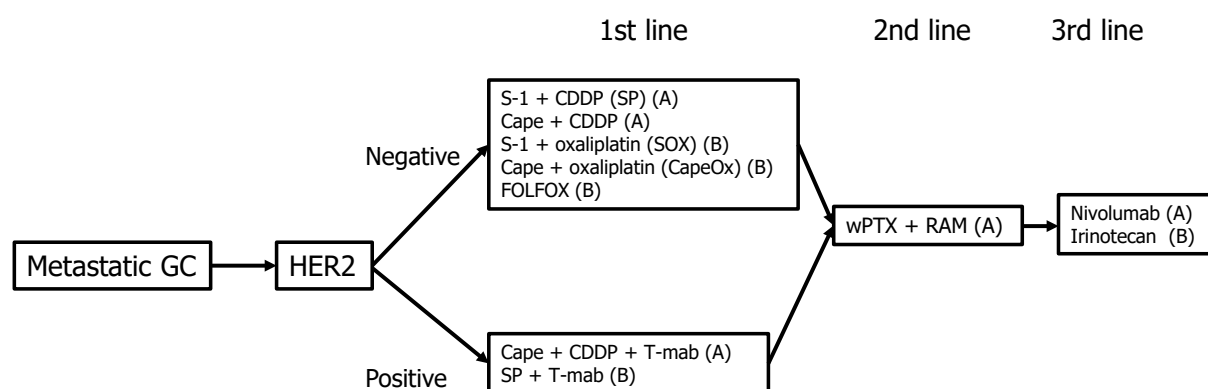 1st line
2nd line
3rd line
S-1 + CDDP (SP) (A)
Cape + CDDP (A)
S-1 + oxaliplatin (SOX) (B)
Cape + oxaliplatin (CapeOx) (B)
FOLFOX (B)
Negative
wPTX + RAM (A)
Nivolumab (A)
Irinotecan (B)
Metastatic GC
HER2
Cape + CDDP + T-mab (A)
SP + T-mab (B)
Positive